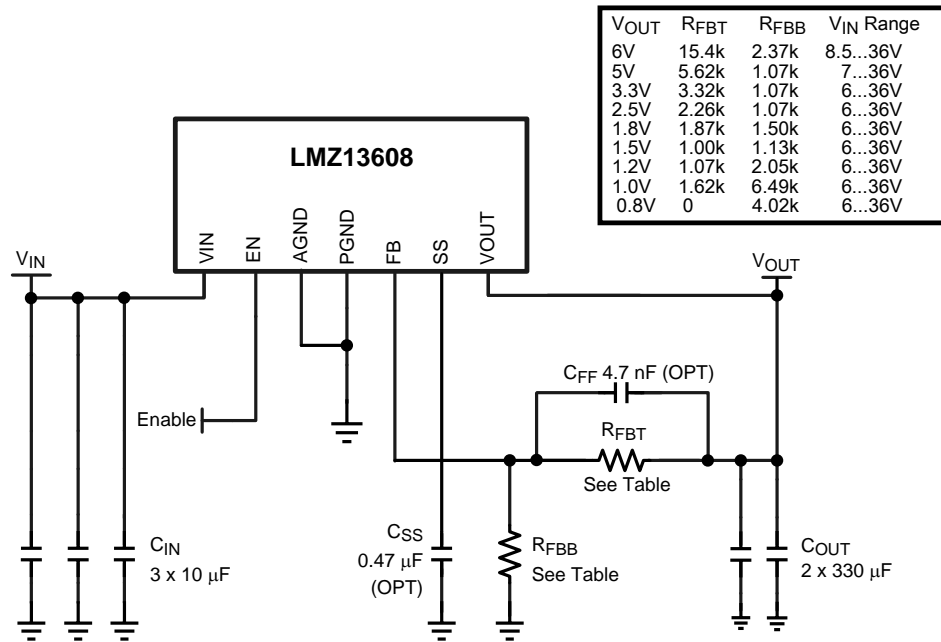 VOUT RFBT RFBB VIN Range
6V 15.4k 2.37k 8.5...36V
5V 5.62k 1.07k 7...36V
3.3V 3.32k 1.07k 6...36V
2.5V 2.26k 1.07k 6...36V
1.8V 1.87k 1.50k 6...36V
1.5V 1.00k 1.13k 6...36V
1.2V 1.07k 2.05k 6...36V
1.0V 1.62k 6.49k 6...36V
0.8V 0 4.02k 6...36V
LMZ13608
VIN
EN
AGND
PGND
FB
SS
VOUT
VIN
VOUT
Enable
CFF 4.7 nF (OPT)
RFBT
See Table
CIN
3 x 10 μF
CSS
0.47 μF
(OPT)
RFBB
See Table
COUT
2 x 330 μF